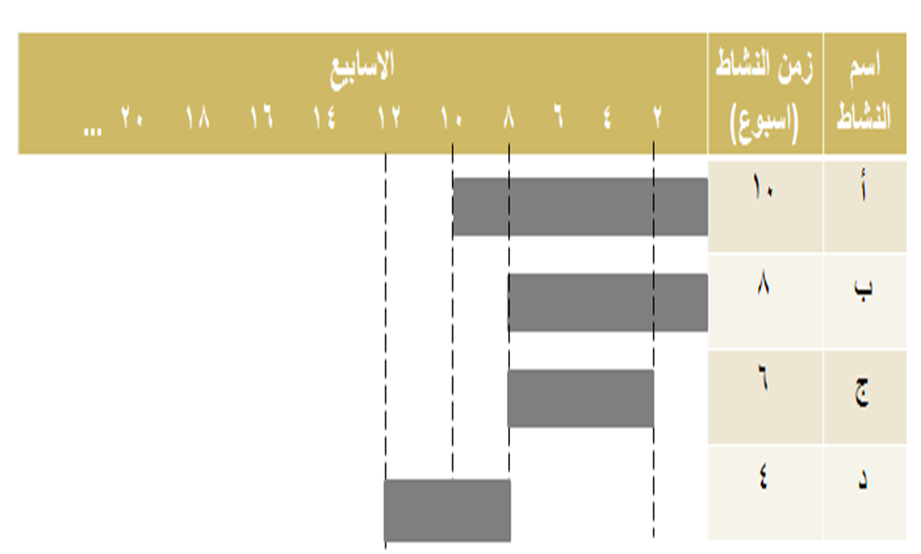 اسم النشاط
زمن النشاط (اسبوع)
الاسابيع
٢ ٤ ٦ ٨ ١٠ ١٢ ١٤ ١٦ ١٨ ٢٠ ...
أ ١٠
ب ٨
ج ٦
د ٤